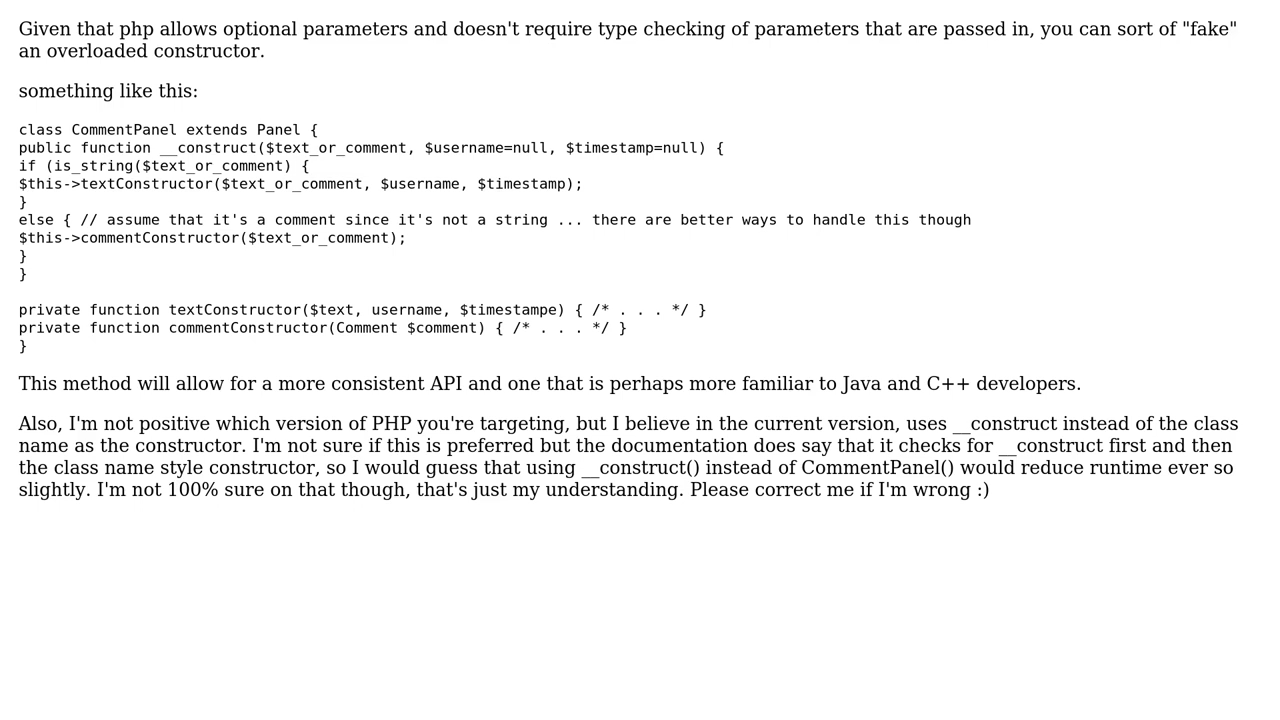 Given that php allows optional parameters and doesn't require type checking of parameters that are passed in, you can sort of "fake"
an overloaded constructor.
something like this:
class CommentPanel extends Panel {
public function __construct($text_or_comment, $username=null, $timestamp=null) {
if (is_string($text_or_comment) {
$this->textConstructor($text_or_comment, $username, $timestamp);
}
else { // assume that it's a comment since it's not a string ... there are better ways to handle this though
$this->commentConstructor($text_or_comment);
}
}
private function textConstructor($text, username, $timestampe) { /* . . . */ }
private function commentConstructor(Comment $comment) { /* . . . */ }
}
This method will allow for a more consistent API and one that is perhaps more familiar to Java and C++ developers.
Also, I'm not positive which version of PHP you're targeting, but I believe in the current version, uses __construct instead of the class
name as the constructor. I'm not sure if this is preferred but the documentation does say that it checks for __construct first and then
the class name style constructor, so I would guess that using __construct() instead of CommentPanel() would reduce runtime ever so
slightly. I'm not 100% sure on that though, that's just my understanding. Please correct me if I'm wrong :)